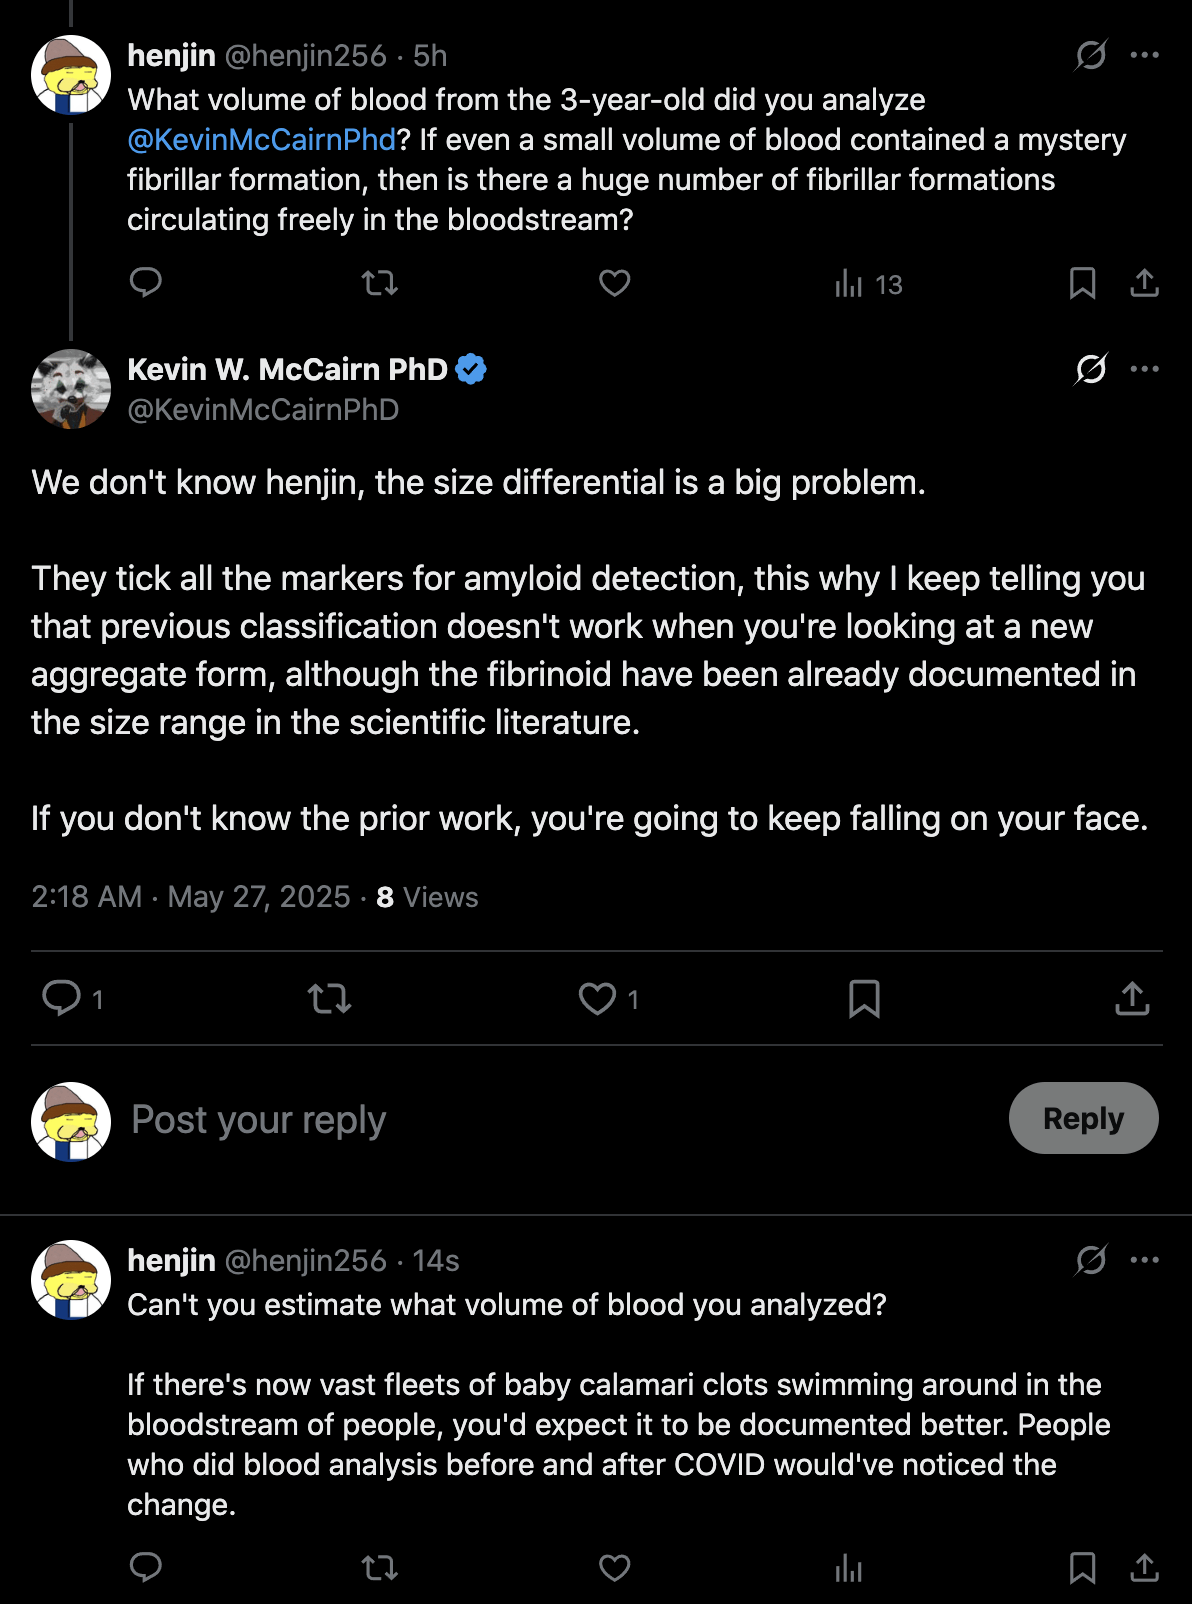 henjin @henjin256 · 5h
What volume of blood from the 3-year-old did you analyze
@KevinMcCairnPhd? If even a small volume of blood contained a mystery
fibrillar formation, then is there a huge number of fibrillar formations
circulating freely in the bloodstream?
13
Kevin W. McCairn PhD
@KevinMcCairnPhD
We don't know henjin, the size differential is a big problem.
They tick all the markers for amyloid detection, this why I keep telling you
that previous classification doesn't work when you're looking at a new
aggregate form, although the fibrinoid have been already documented in
the size range in the scientific literature.
If you don't know the prior work, you're going to keep falling on your face.
2:18 AM · May 27, 2025 · 8 Views
1 1
Post your reply Reply
henjin @henjin256 · 14s
Can't you estimate what volume of blood you analyzed?
If there's now vast fleets of baby calamari clots swimming around in the
bloodstream of people, you'd expect it to be documented better. People
who did blood analysis before and after COVID would've noticed the
change.